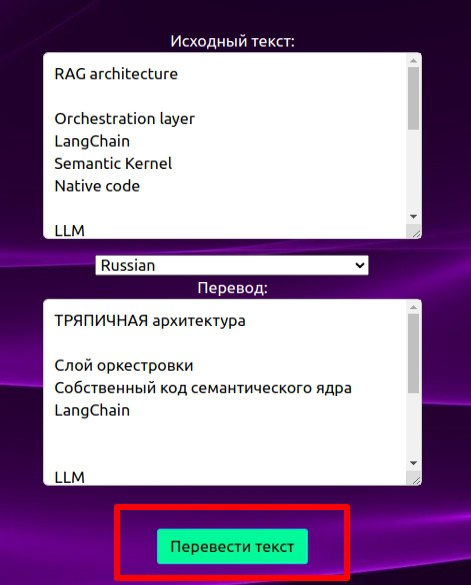 Исходный текст:
RAG architecture
Orchestration layer
LangChain
Semantic Kernel
Native code
LLM
Russian
Перевод:
ТРЯПИЧНАЯ архитектура
Слой оркестровки
Собственный код семантического ядра
LangChain
LLM
Перевести текст